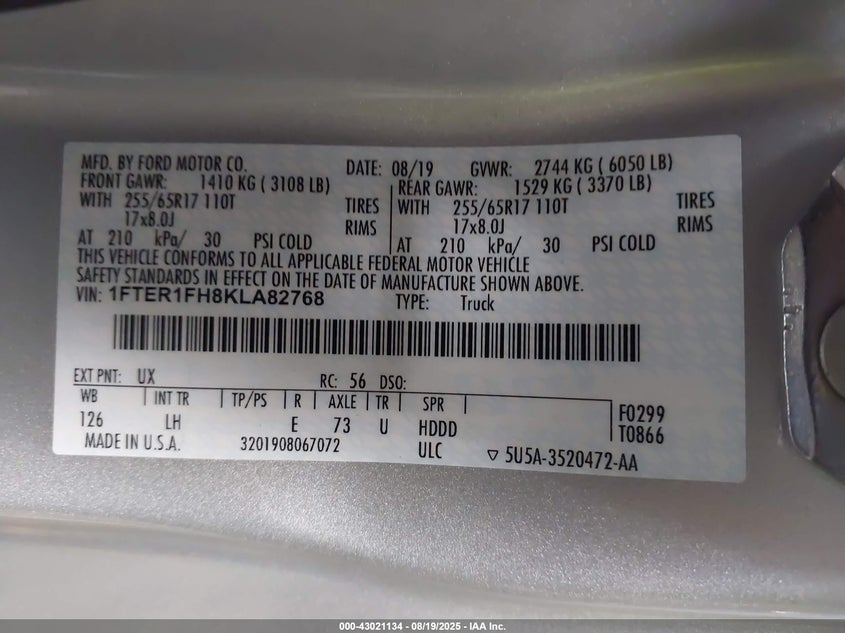 MFD. BY FORD MOTOR CO. DATE: 08/19 GVWR: 2744 KG ( 6050 LB)
FRONT GAWR: 1410 KG ( 3108 LB) REAR GAWR: 1529 KG ( 3370 LB)
WITH 255/65R17 110T TIRES WITH 255/65R17 110T TIRES
17x8.0J RIMS 17x8.0J RIMS
AT 210 kPa/ 30 PSI COLD AT 210 kPa/ 30 PSI COLD
THIS VEHICLE CONFORMS TO ALL APPLICABLE FEDERAL MOTOR VEHICLE
SAFETY STANDARDS IN EFFECT ON THE DATE OF MANUFACTURE SHOWN ABOVE.
VIN: 1FTER1FH8KLA82768 TYPE: Truck
EXT PNT: UX RC: 56 DSO:
WB INT TR TP/PS R AXLE TR SPR
126 LH E 73 U HDDD F0299
MADE IN U.S.A. 3201908067072 ULC T0866
▽ 5U5A-3520472-AA
000-43021134 - 08/19/2025 - IAA Inc.